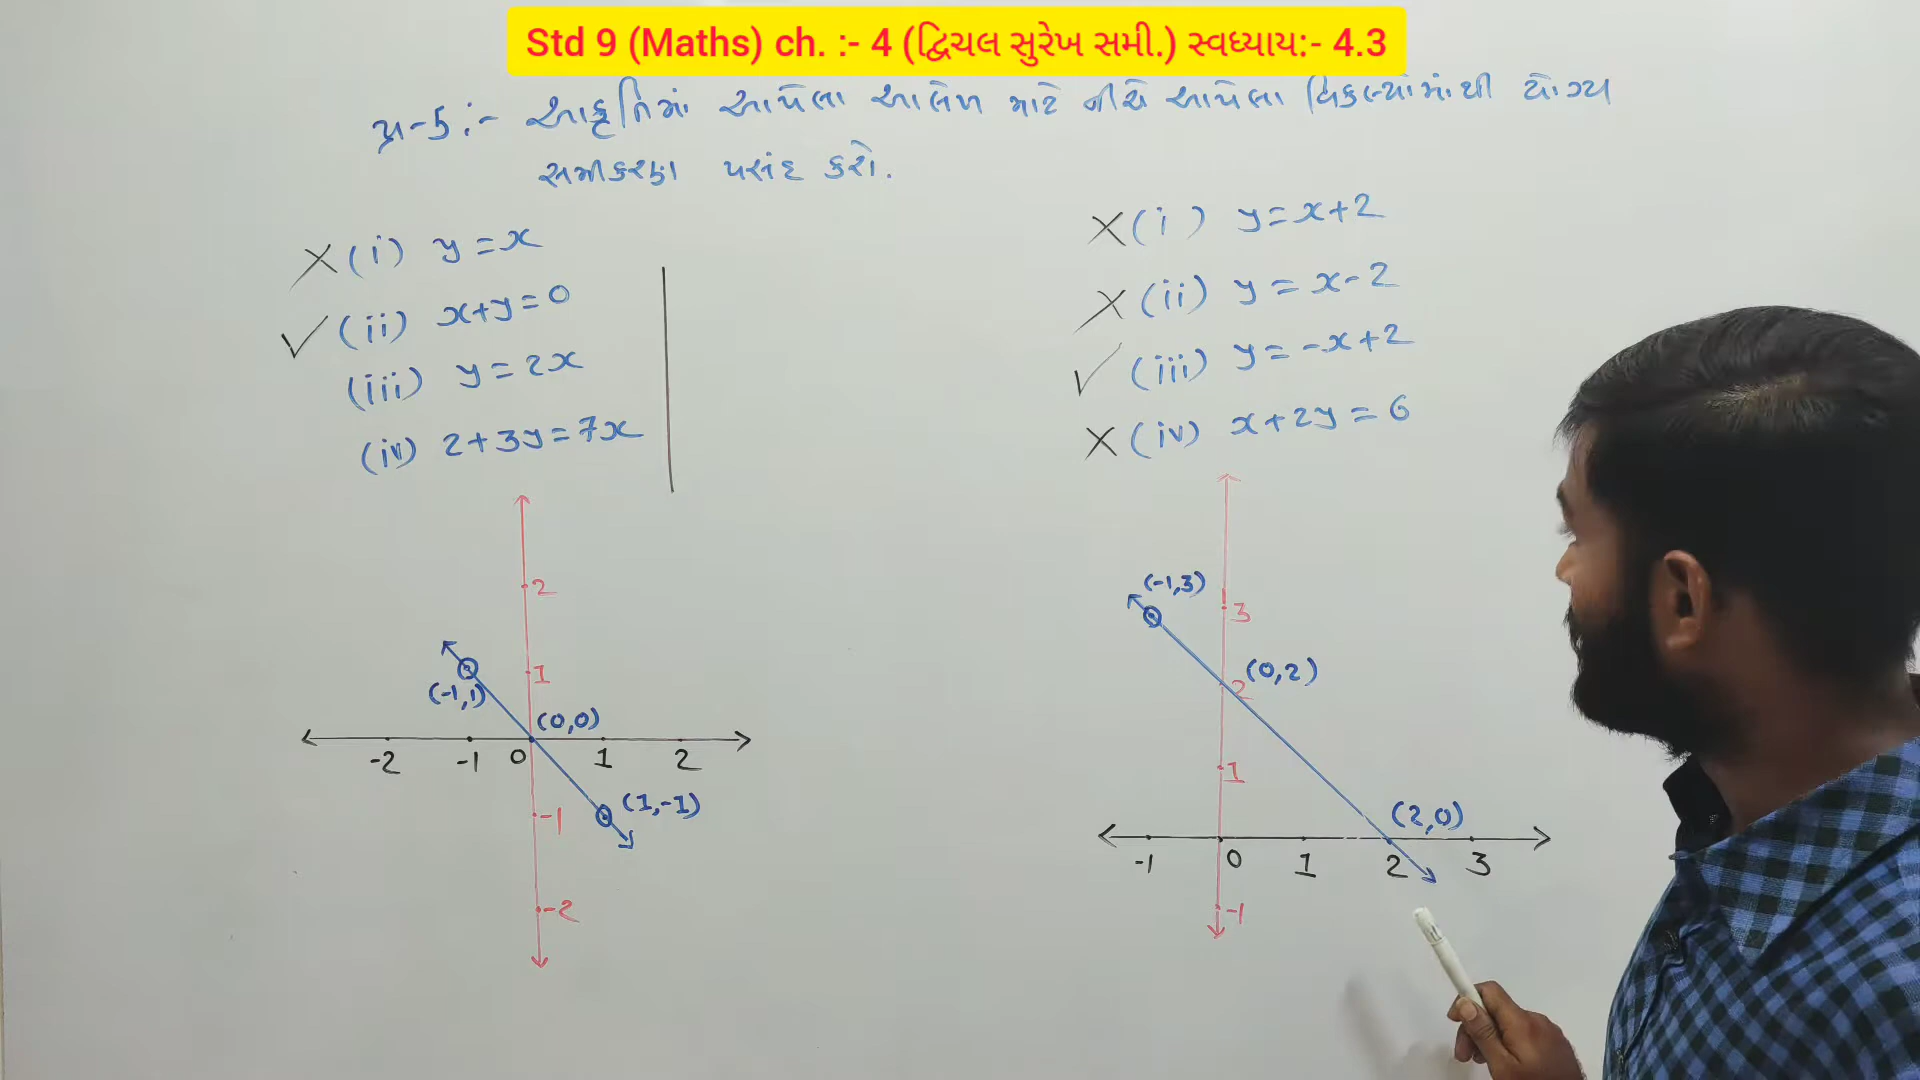 Std 9 (Maths) ch. :- 4 (દ્વિચલ સુરેખ સમી.) સ્વધ્યાય:- 4.3
પ્ર-5:- આકૃતિમાં આપેલા આલેખ માટે નીચે આપેલા વિકલ્પોમાંથી યોગ્ય
સમીકરણ પસંદ કરો.
✗ (i) y = x
✓ (ii) x+y=0
(iii) y = 2x
(iv) 2+3y=7x
✗ (i) y=x+2
✗ (ii) y = x-2
✓ (iii) y = -x+2
✗ (iv) x+2y = 6
2
1
(-1,1)
(0,0)
-2 -1 0 1 2
(1,-1)
-1
-2
(-1,3)
3
(0,2)
2
1
(2,0)
-1 0 1 2 3
-1